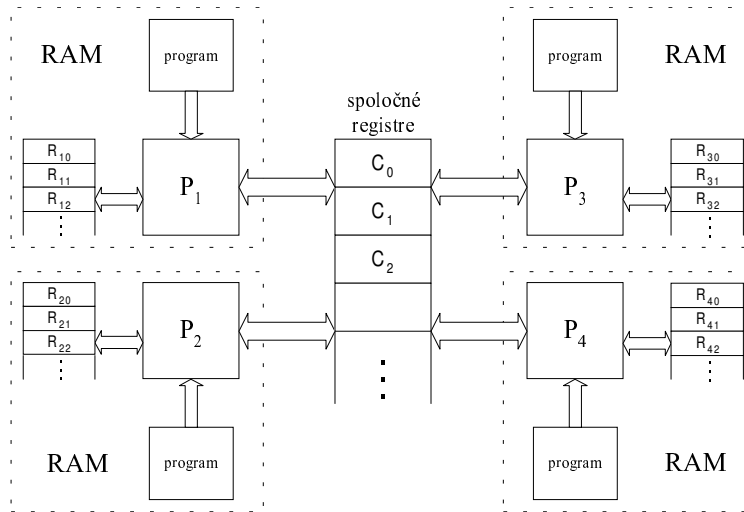 RAM
program
R10
R11
R12
P1
spoločné
registre
C0
C1
C2
program
RAM
P3
R30
R31
R32
R20
R21
R22
P2
program
RAM
P4
R40
R41
R42
program
RAM